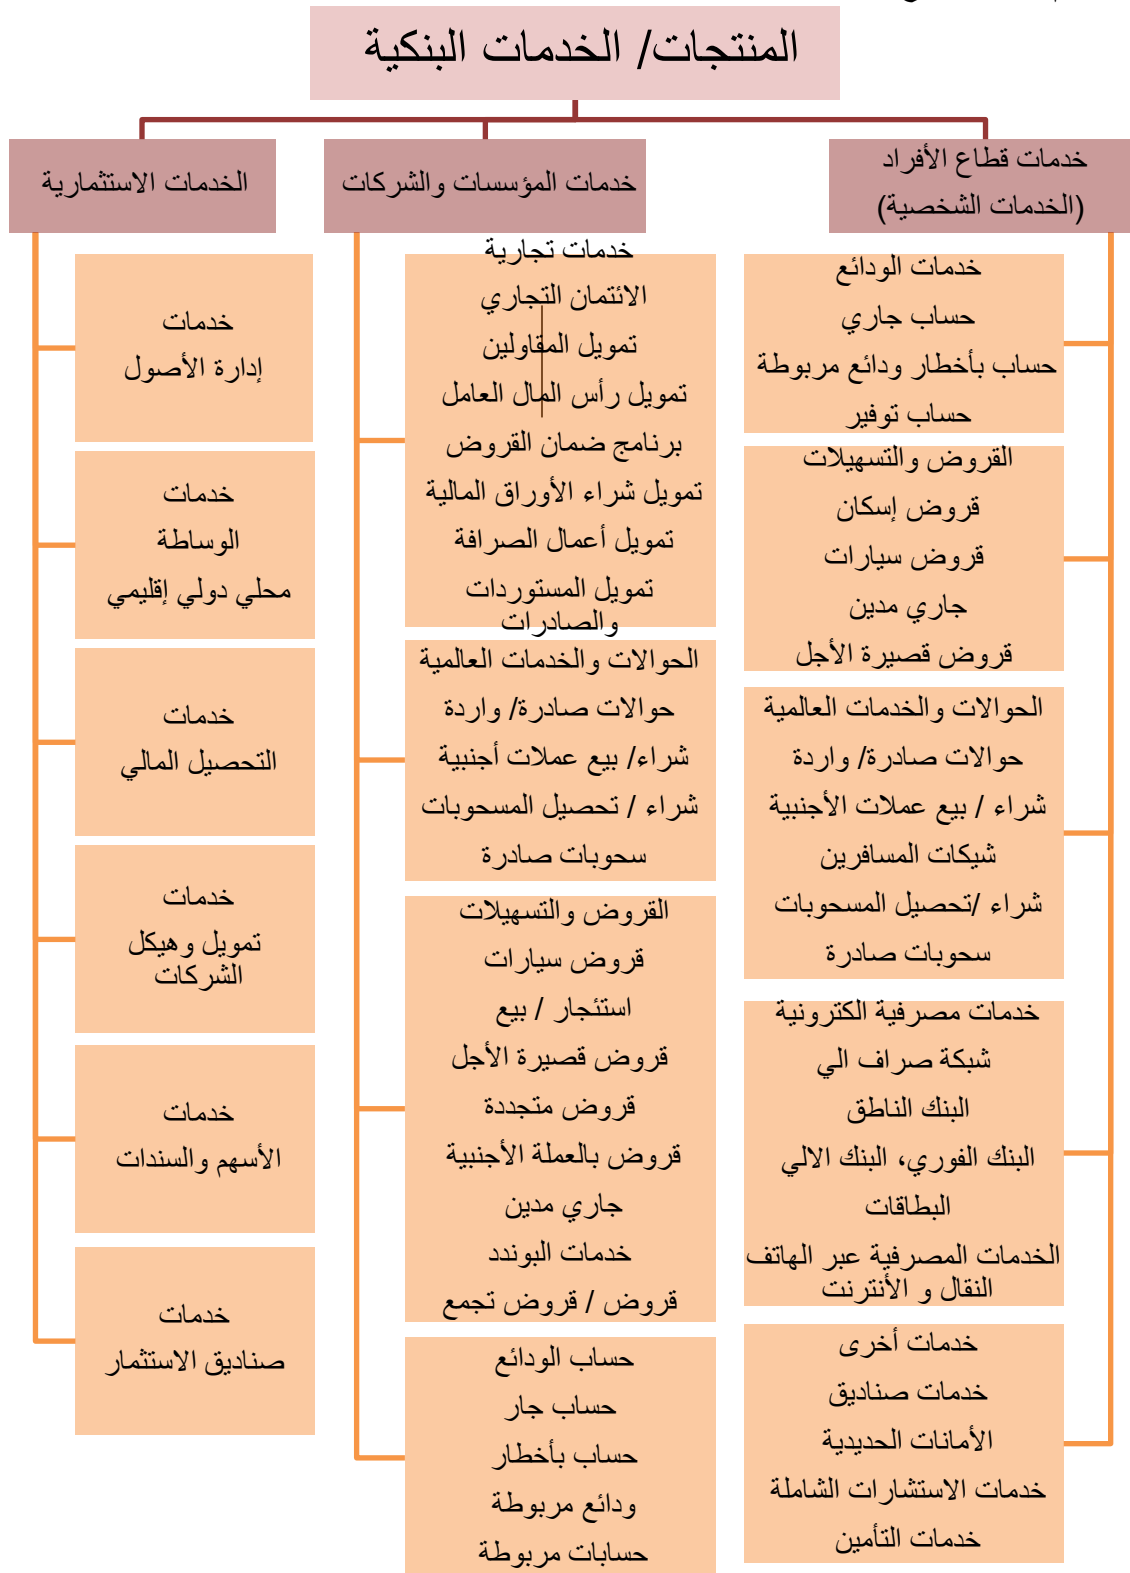 المنتجات/ الخدمات البنكية
خدمات قطاع الأفراد
(الخدمات الشخصية)
خدمات الودائع
حساب جاري
حساب بأخطار ودائع مربوطة
حساب توفير
القروض والتسهيلات
قروض إسكان
قروض سيارات
جاري مدين
قروض قصيرة الأجل
الحوالات والخدمات العالمية
حوالات صادرة/ واردة
شراء / بيع عملات الأجنبية
شيكات المسافرين
شراء /تحصيل المسحوبات
سحوبات صادرة
خدمات مصرفية الكترونية
شبكة صراف الي
البنك الناطق
البنك الفوري، البنك الالي
البطاقات
الخدمات المصرفية عبر الهاتف
النقال و الأنترنت
خدمات أخرى
خدمات صناديق
الأمانات الحديدية
خدمات الاستشارات الشاملة
خدمات التأمين
خدمات المؤسسات والشركات
خدمات تجارية
الائتمان التجاري
تمويل المقاولين
تمويل رأس المال العامل
برنامج ضمان القروض
تمويل شراء الأوراق المالية
تمويل أعمال الصرافة
تمويل المستوردات
والصادرات
الحوالات والخدمات العالمية
حوالات صادرة/ واردة
شراء/ بيع عملات أجنبية
شراء / تحصيل المسحوبات
سحوبات صادرة
القروض والتسهيلات
قروض سيارات
استئجار / بيع
قروض قصيرة الأجل
قروض متجددة
قروض بالعملة الأجنبية
جاري مدين
خدمات البوندد
قروض / قروض تجمع
حساب الودائع
حساب جار
حساب بأخطار
ودائع مربوطة
حسابات مربوطة
الخدمات الاستثمارية
خدمات
إدارة الأصول
خدمات
الوساطة
محلي دولي إقليمي
خدمات
التحصيل المالي
خدمات
تمويل وهيكل
الشركات
خدمات
الأسهم والسندات
خدمات
صناديق الاستثمار